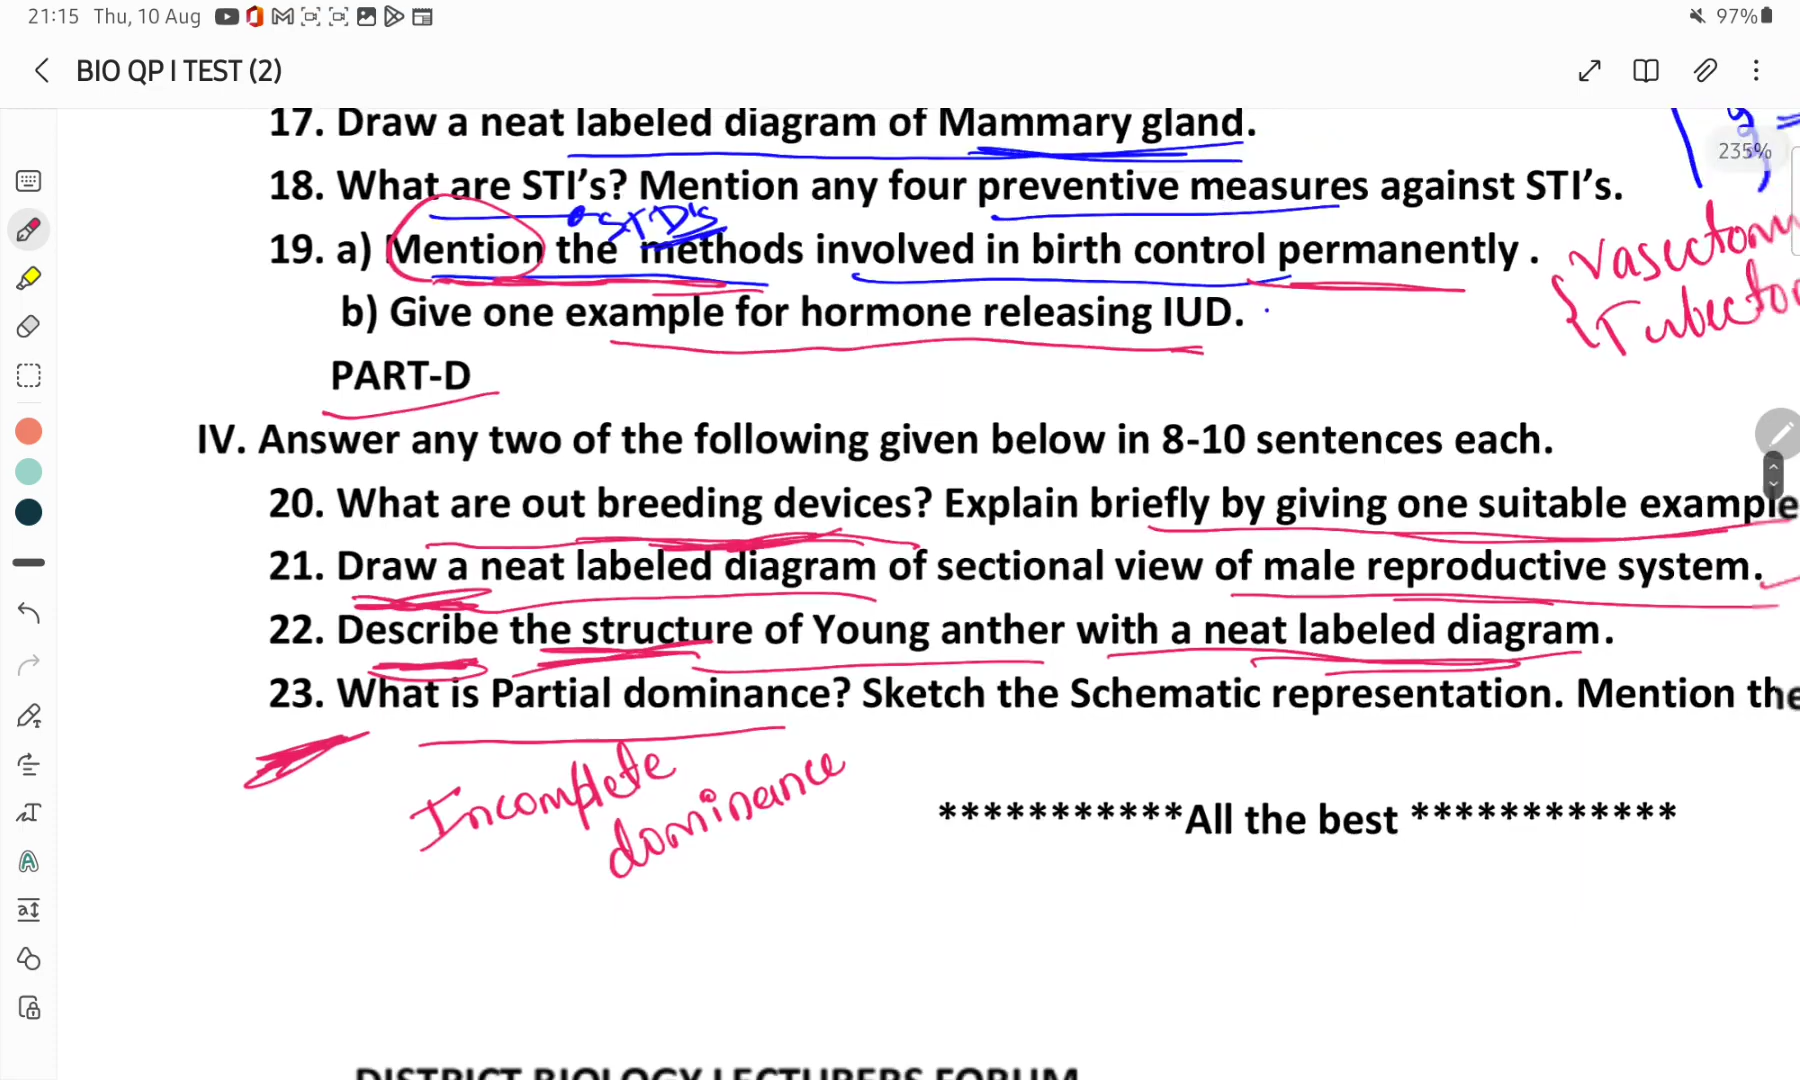 21:15 Thu, 10 Aug
97%
BIO QP I TEST (2)
17. Draw a neat labeled diagram of Mammary gland.
235%
18. What are STI's? Mention any four preventive measures against STI's.
STD's
19. a) Mention the methods involved in birth control permanently .
Vasectomy
Tubecto
b) Give one example for hormone releasing IUD.
PART-D
IV. Answer any two of the following given below in 8-10 sentences each.
20. What are out breeding devices? Explain briefly by giving one suitable example
21. Draw a neat labeled diagram of sectional view of male reproductive system.
22. Describe the structure of Young anther with a neat labeled diagram.
23. What is Partial dominance? Sketch the Schematic representation. Mention the
Incomplete
dominance
***********All the best ************
DISTRICT BIOLOGY LECTURERS FORUM